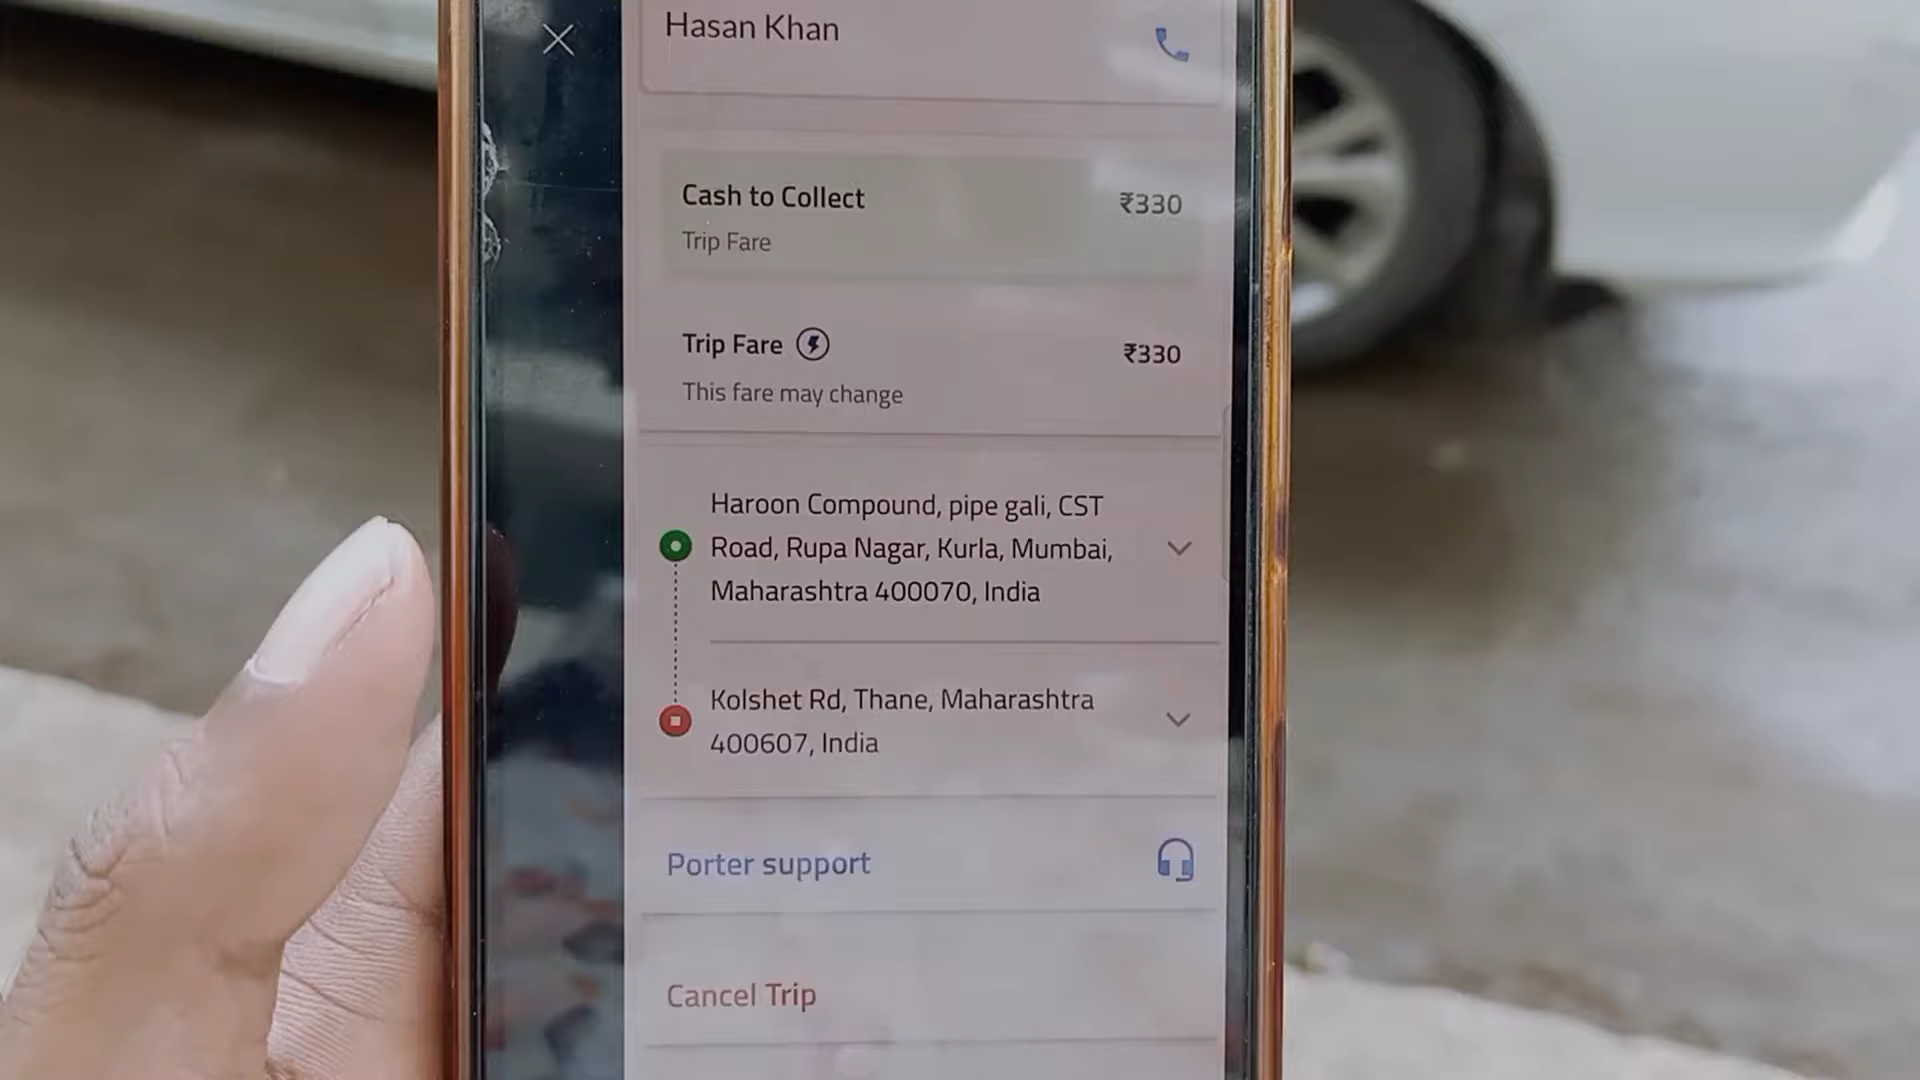 Hasan Khan
Cash to Collect ₹330
Trip Fare
Trip Fare ₹330
This fare may change
Haroon Compound, pipe gali, CST
Road, Rupa Nagar, Kurla, Mumbai,
Maharashtra 400070, India
Kolshet Rd, Thane, Maharashtra
400607, India
Porter support
Cancel Trip